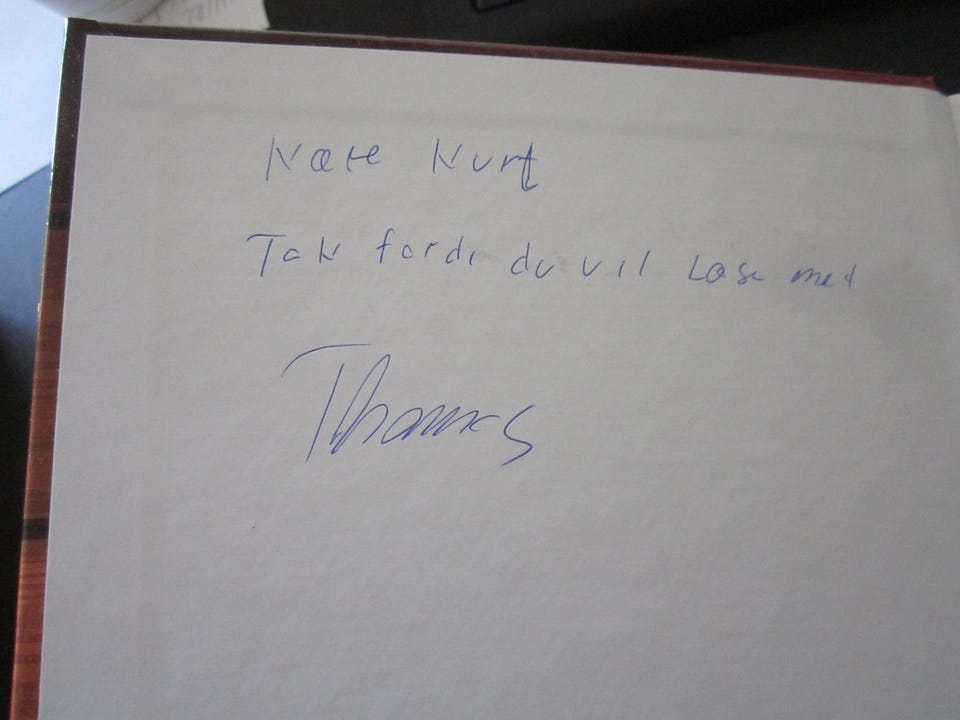 Kære Kurt
Tak fordi du vil læse med
Thomas